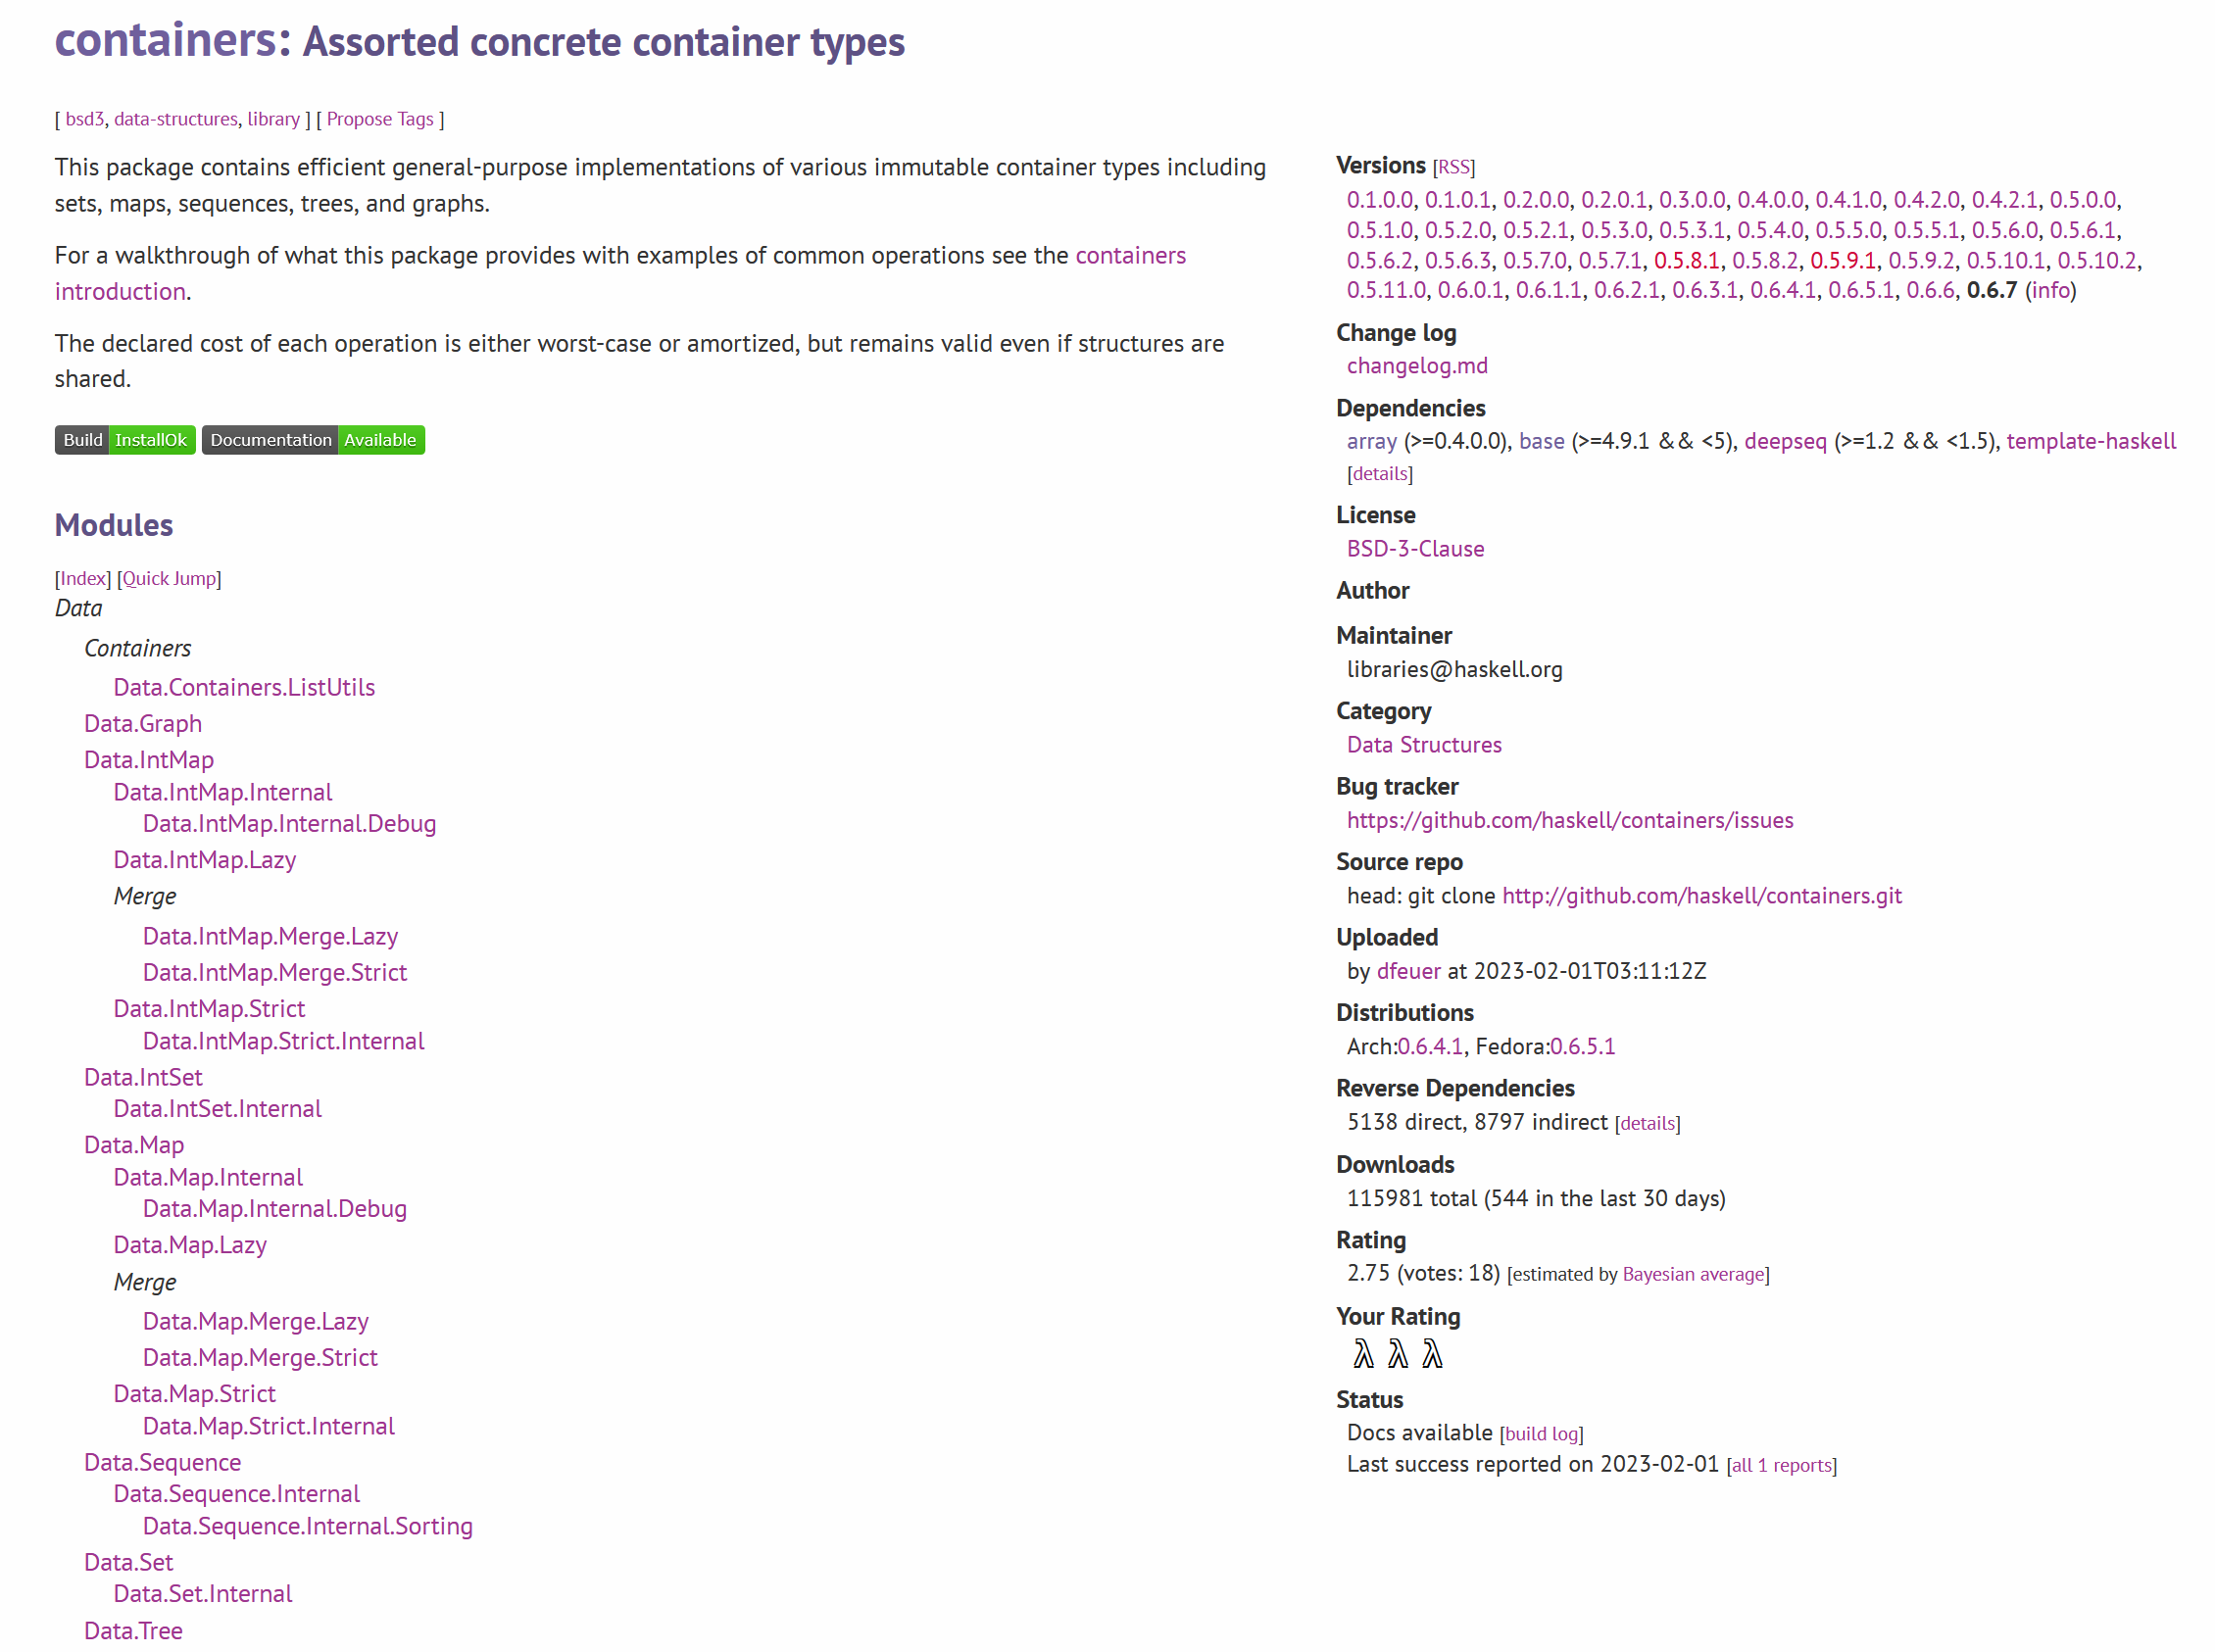 containers: Assorted concrete container types
[ bsd3, data-structures, library ] [ Propose Tags ]
This package contains efficient general-purpose implementations of various immutable container types including
sets, maps, sequences, trees, and graphs.
For a walkthrough of what this package provides with examples of common operations see the containers
introduction.
The declared cost of each operation is either worst-case or amortized, but remains valid even if structures are
shared.
Build InstallOk Documentation Available
Modules
[Index] [Quick Jump]
Data
Containers
Data.Containers.ListUtils
Data.Graph
Data.IntMap
Data.IntMap.Internal
Data.IntMap.Internal.Debug
Data.IntMap.Lazy
Merge
Data.IntMap.Merge.Lazy
Data.IntMap.Merge.Strict
Data.IntMap.Strict
Data.IntMap.Strict.Internal
Data.IntSet
Data.IntSet.Internal
Data.Map
Data.Map.Internal
Data.Map.Internal.Debug
Data.Map.Lazy
Merge
Data.Map.Merge.Lazy
Data.Map.Merge.Strict
Data.Map.Strict
Data.Map.Strict.Internal
Data.Sequence
Data.Sequence.Internal
Data.Sequence.Internal.Sorting
Data.Set
Data.Set.Internal
Data.Tree
Versions [RSS]
0.1.0.0, 0.1.0.1, 0.2.0.0, 0.2.0.1, 0.3.0.0, 0.4.0.0, 0.4.1.0, 0.4.2.0, 0.4.2.1, 0.5.0.0,
0.5.1.0, 0.5.2.0, 0.5.2.1, 0.5.3.0, 0.5.3.1, 0.5.4.0, 0.5.5.0, 0.5.5.1, 0.5.6.0, 0.5.6.1,
0.5.6.2, 0.5.6.3, 0.5.7.0, 0.5.7.1, 0.5.8.1, 0.5.8.2, 0.5.9.1, 0.5.9.2, 0.5.10.1, 0.5.10.2,
0.5.11.0, 0.6.0.1, 0.6.1.1, 0.6.2.1, 0.6.3.1, 0.6.4.1, 0.6.5.1, 0.6.6, 0.6.7 (info)
Change log
changelog.md
Dependencies
array (>=0.4.0.0), base (>=4.9.1 && <5), deepseq (>=1.2 && <1.5), template-haskell
[details]
License
BSD-3-Clause
Author
Maintainer
libraries@haskell.org
Category
Data Structures
Bug tracker
https://github.com/haskell/containers/issues
Source repo
head: git clone http://github.com/haskell/containers.git
Uploaded
by dfeuer at 2023-02-01T03:11:12Z
Distributions
Arch:0.6.4.1, Fedora:0.6.5.1
Reverse Dependencies
5138 direct, 8797 indirect [details]
Downloads
115981 total (544 in the last 30 days)
Rating
2.75 (votes: 18) [estimated by Bayesian average]
Your Rating
λ λ λ
Status
Docs available [build log]
Last success reported on 2023-02-01 [all 1 reports]